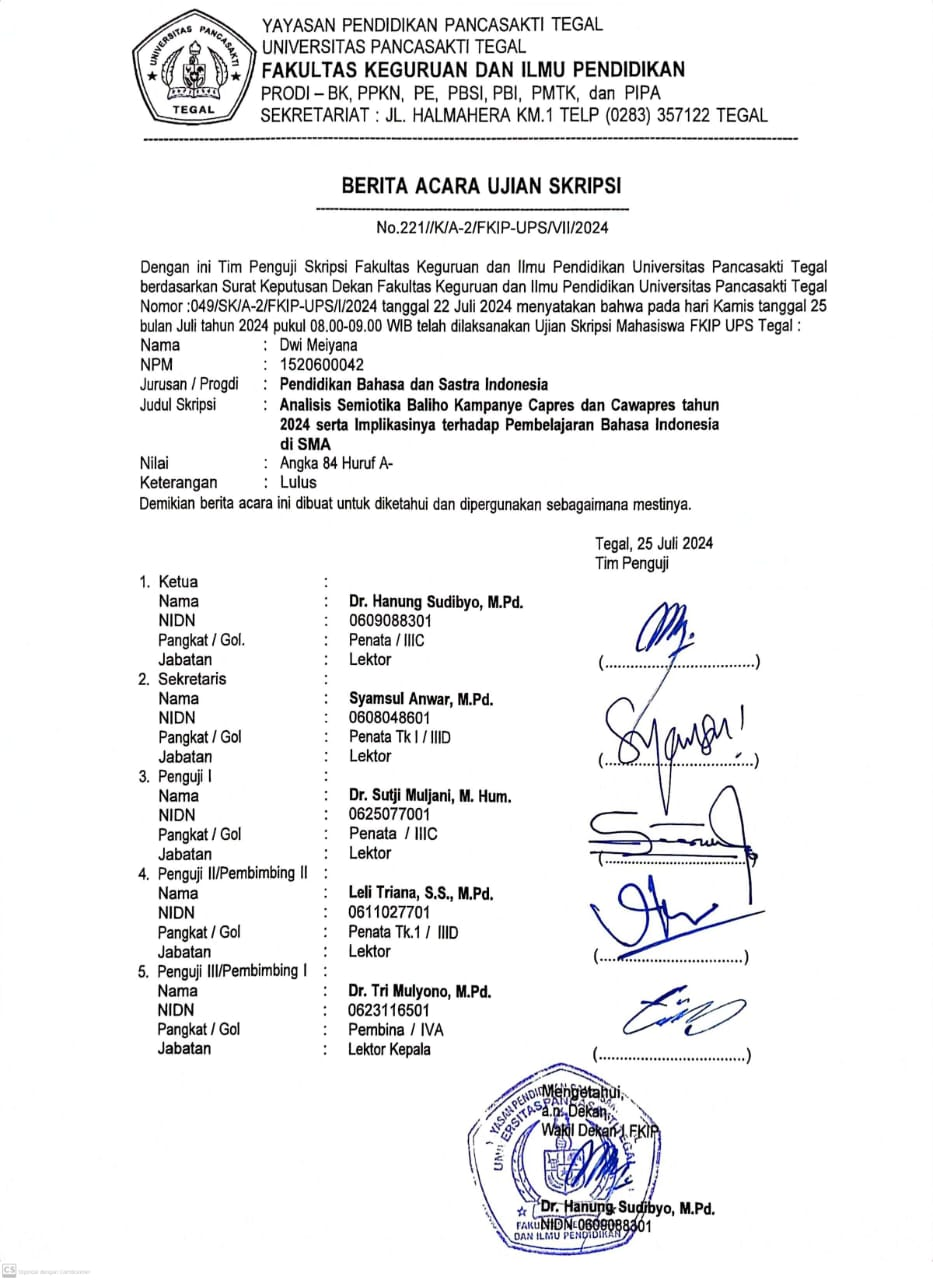 UNIVERSITAS PANCASAKTI
TEGAL
YAYASAN PENDIDIKAN PANCASAKTI TEGAL
UNIVERSITAS PANCASAKTI TEGAL
FAKULTAS KEGURUAN DAN ILMU PENDIDIKAN
PRODI – BK, PPKN, PE, PBSI, PBI, PMTK, dan PIPA
SEKRETARIAT : JL. HALMAHERA KM.1 TELP (0283) 357122 TEGAL
BERITA ACARA UJIAN SKRIPSI
No.221//K/A-2/FKIP-UPS/VII/2024
Dengan ini Tim Penguji Skripsi Fakultas Keguruan dan Ilmu Pendidikan Universitas Pancasakti Tegal
berdasarkan Surat Keputusan Dekan Fakultas Keguruan dan Ilmu Pendidikan Universitas Pancasakti Tegal
Nomor :049/SK/A-2/FKIP-UPS/I/2024 tanggal 22 Juli 2024 menyatakan bahwa pada hari Kamis tanggal 25
bulan Juli tahun 2024 pukul 08.00-09.00 WIB telah dilaksanakan Ujian Skripsi Mahasiswa FKIP UPS Tegal :
Nama : Dwi Meiyana
NPM : 1520600042
Jurusan / Progdi : Pendidikan Bahasa dan Sastra Indonesia
Judul Skripsi : Analisis Semiotika Baliho Kampanye Capres dan Cawapres tahun
2024 serta Implikasinya terhadap Pembelajaran Bahasa Indonesia
di SMA
Nilai : Angka 84 Huruf A-
Keterangan : Lulus
Demikian berita acara ini dibuat untuk diketahui dan dipergunakan sebagaimana mestinya.
Tegal, 25 Juli 2024
Tim Penguji
1. Ketua :
Nama : Dr. Hanung Sudibyo, M.Pd.
NIDN : 0609088301
Pangkat / Gol. : Penata / IIIC
Jabatan : Lektor (..................................)
2. Sekretaris :
Nama : Syamsul Anwar, M.Pd.
NIDN : 0608048601
Pangkat / Gol : Penata Tk I / IIID
Jabatan : Lektor (..................................)
3. Penguji I :
Nama : Dr. Sutji Muljani, M. Hum.
NIDN : 0625077001
Pangkat / Gol : Penata / IIIC
Jabatan : Lektor (..................................)
4. Penguji II/Pembimbing II :
Nama : Leli Triana, S.S., M.Pd.
NIDN : 0611027701
Pangkat / Gol : Penata Tk.1 / IIID
Jabatan : Lektor (..................................)
5. Penguji III/Pembimbing I :
Nama : Dr. Tri Mulyono, M.Pd.
NIDN : 0623116501
Pangkat / Gol : Pembina / IVA
Jabatan : Lektor Kepala (..................................)
Mengetahui,
a.n. Dekan,
Wakil Dekan I FKIP
Dr. Hanung Sudibyo, M.Pd.
NIDN 0609088301
DAN ILMU PENDIDIKAN
CS